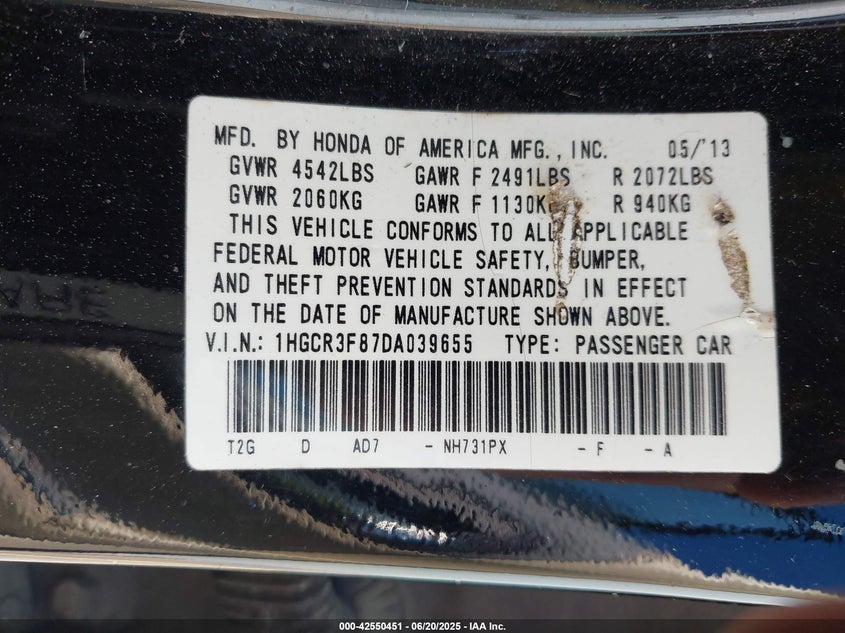 MFD. BY HONDA OF AMERICA MFG., INC. 05/'13
GVWR 4542LBS GAWR F 2491LBS R 2072LBS
GVWR 2060KG GAWR F 1130KG R 940KG
THIS VEHICLE CONFORMS TO ALL APPLICABLE
FEDERAL MOTOR VEHICLE SAFETY, BUMPER,
AND THEFT PREVENTION STANDARDS IN EFFECT
ON THE DATE OF MANUFACTURE SHOWN ABOVE.
V.I.N.: 1HGCR3F87DA039655 TYPE: PASSENGER CAR
T2G D AD7 - NH731PX - F - A
000-42550451 | 06/20/2025 - IAA Inc.